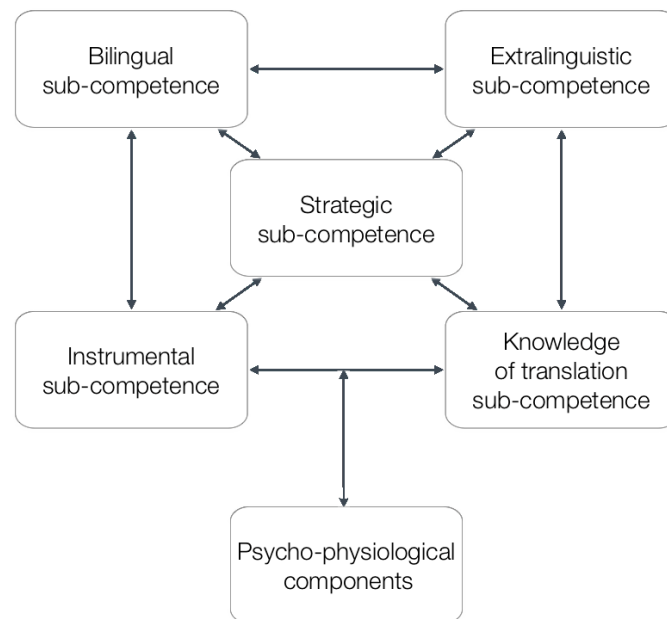 Bilingual
sub-competence
Extralinguistic
sub-competence
Strategic
sub-competence
Instrumental
sub-competence
Knowledge
of translation
sub-competence
Psycho-physiological
components